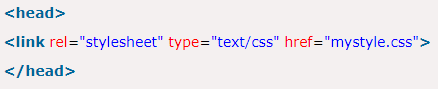 <head>
<link rel="stylesheet" type="text/css" href="mystyle.css">
</head>